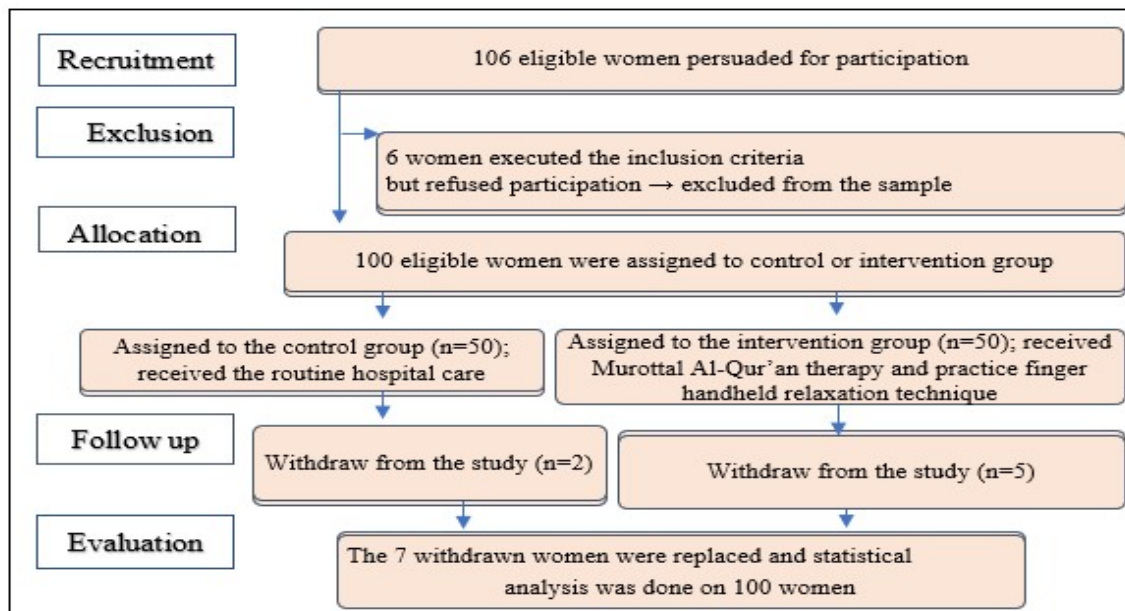 Recruitment
106 eligible women persuaded for participation
Exclusion
6 women executed the inclusion criteria
but refused participation → excluded from the sample
Allocation
100 eligible women were assigned to control or intervention group
Assigned to the control group (n=50);
received the routine hospital care
Assigned to the intervention group (n=50); received
Murottal Al-Qur’an therapy and practice finger
handheld relaxation technique
Follow up
Withdraw from the study (n=2)
Withdraw from the study (n=5)
Evaluation
The 7 withdrawn women were replaced and statistical
analysis was done on 100 women